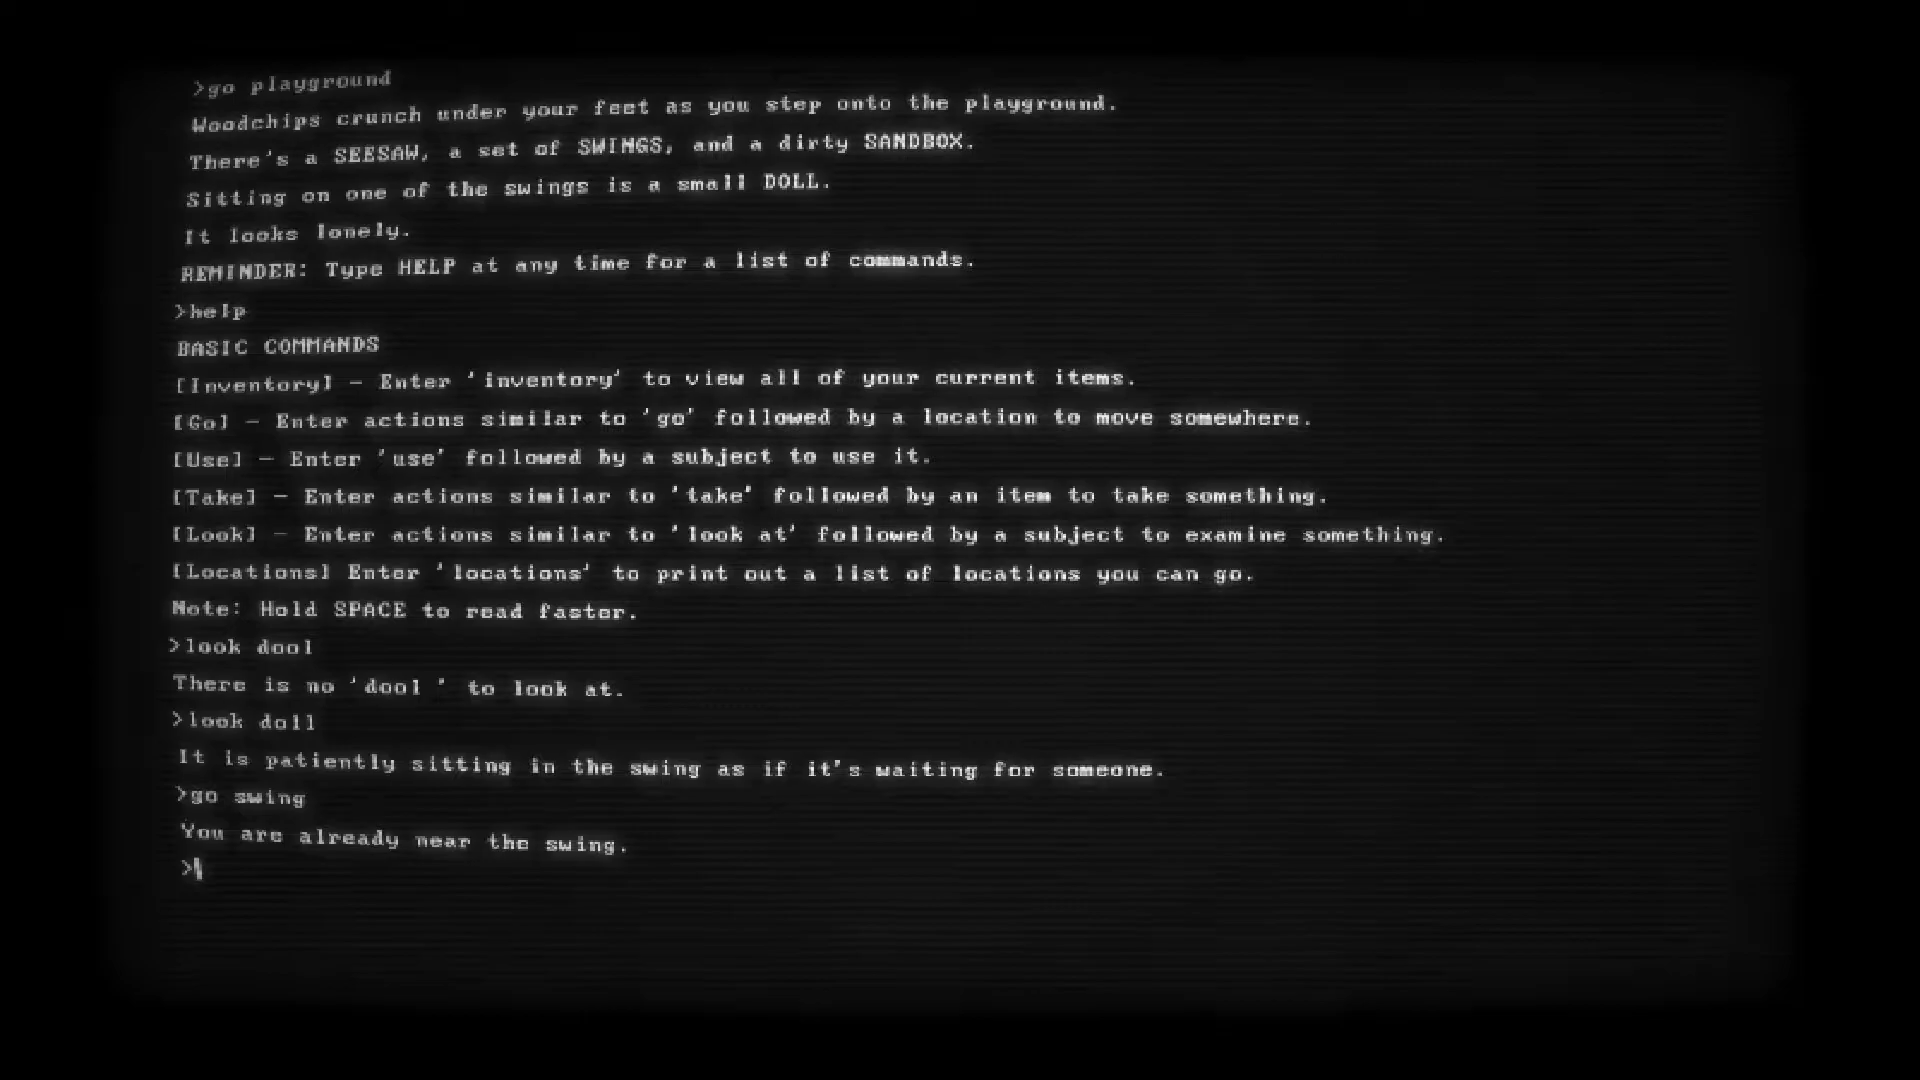 >go playground
Woodchips crunch under your feet as you step onto the playground.
There's a SEESAW, a set of SWINGS, and a dirty SANDBOX.
Sitting on one of the swings is a small DOLL.
It looks lonely.
REMINDER: Type HELP at any time for a list of commands.
>help
BASIC COMMANDS
[Inventory] - Enter 'inventory' to view all of your current items.
[Go] - Enter actions similar to 'go' followed by a location to move somewhere.
[Use] - Enter 'use' followed by a subject to use it.
[Take] - Enter actions similar to 'take' followed by an item to take something.
[Look] - Enter actions similar to 'look at' followed by a subject to examine something.
[Locations] Enter 'locations' to print out a list of locations you can go.
Note: Hold SPACE to read faster.
>look dool
There is no 'dool ' to look at.
>look doll
It is patiently sitting in the swing as if it's waiting for someone.
>go swing
You are already near the swing.
>